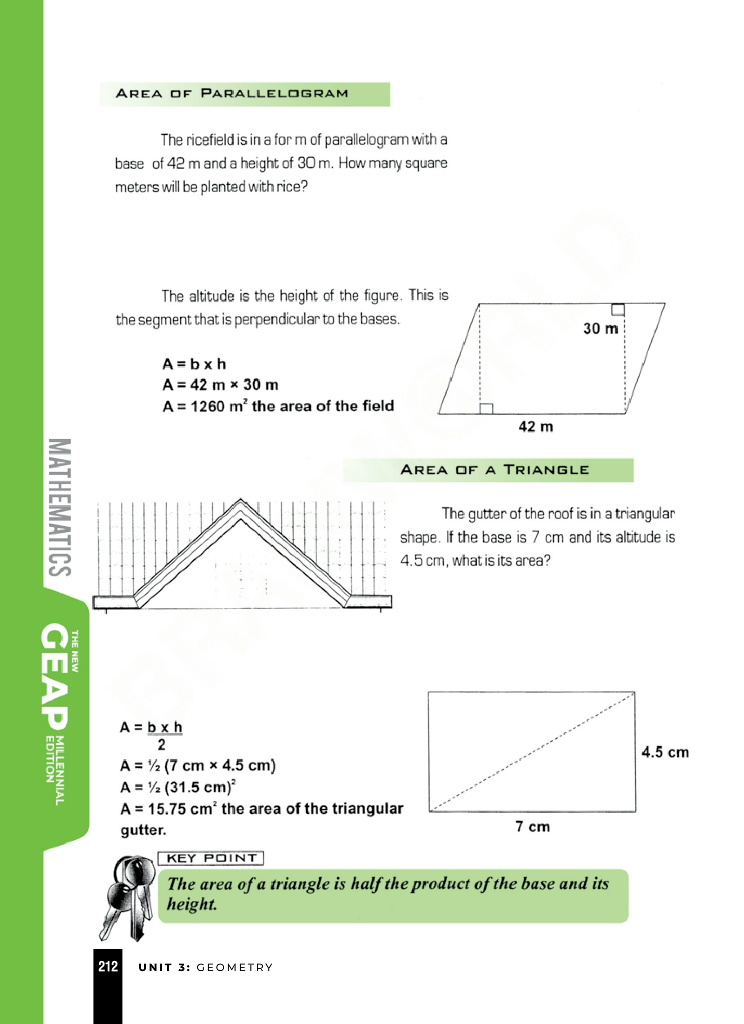 AREA OF PARALLELOGRAM
The ricefield is in a for m of parallelogram with a
base of 42 m and a height of 30 m. How many square
meters will be planted with rice?
The altitude is the height of the figure. This is
the segment that is perpendicular to the bases.
A = b x h
A = 42 m × 30 m
A = 1260 m² the area of the field
30 m
42 m
AREA OF A TRIANGLE
The gutter of the roof is in a triangular
shape. If the base is 7 cm and its altitude is
4.5 cm, what is its area?
A = b x h
2
A = ½ (7 cm × 4.5 cm)
A = ½ (31.5 cm)²
A = 15.75 cm² the area of the triangular
gutter.
4.5 cm
7 cm
KEY POINT
The area of a triangle is half the product of the base and its
height.
MATHEMATICS
THE NEW
GEAP
MILLENNIAL
EDITION
212
UNIT 3: GEOMETRY